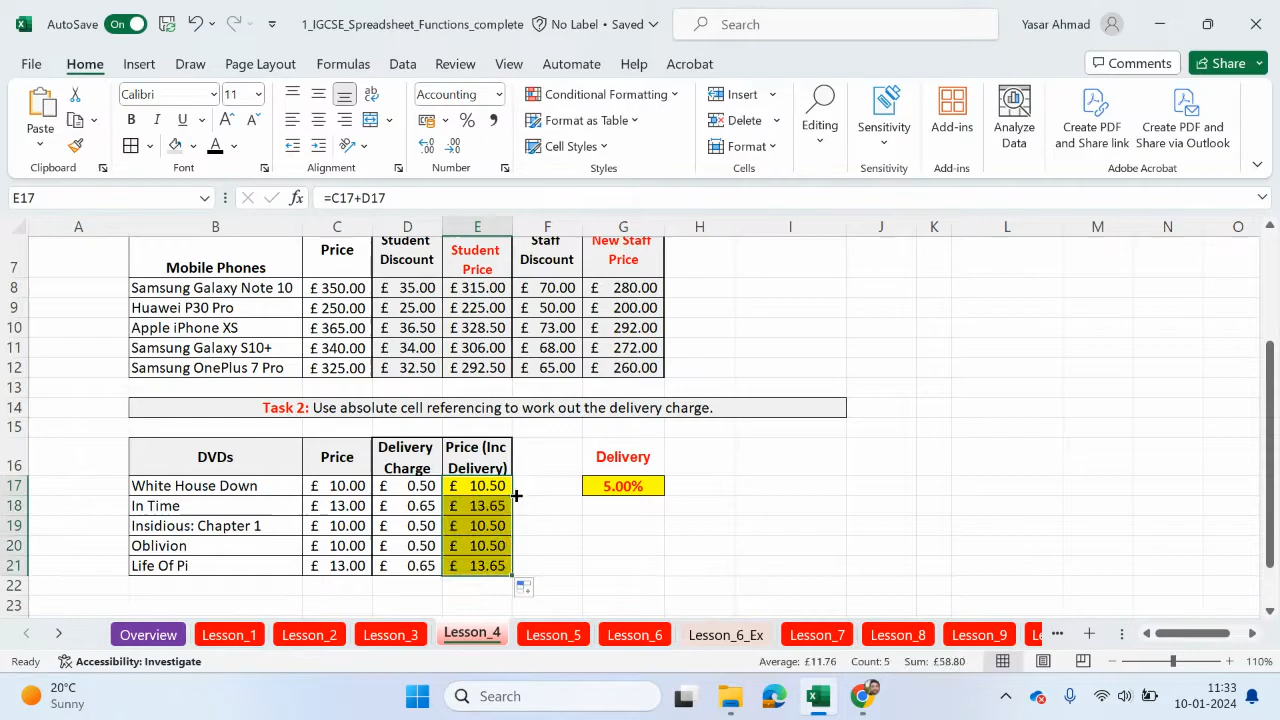 AutoSave On 1_IGCSE_Spreadsheet_Functions_complete No Label • Saved Search Yasar Ahmad
File Home Insert Draw Page Layout Formulas Data Review View Automate Help Acrobat Comments Share
Paste Calibri 11 B I U A Accounting % Conditional Formatting Format as Table Cell Styles Insert Delete Format Editing Sensitivity Add-ins Analyze Data Create PDF and Share link Create PDF and Share via Outlook
Clipboard Font Alignment Number Styles Cells Sensitivity Add-ins Adobe Acrobat
E17 fx =C17+D17
A B C D E F G H I J K L M N O
7 Mobile Phones Price Student Discount Student Price Staff Discount New Staff Price
8 Samsung Galaxy Note 10 £ 350.00 £ 35.00 £ 315.00 £ 70.00 £ 280.00
9 Huawei P30 Pro £ 250.00 £ 25.00 £ 225.00 £ 50.00 £ 200.00
10 Apple iPhone XS £ 365.00 £ 36.50 £ 328.50 £ 73.00 £ 292.00
11 Samsung Galaxy S10+ £ 340.00 £ 34.00 £ 306.00 £ 68.00 £ 272.00
12 Samsung OnePlus 7 Pro £ 325.00 £ 32.50 £ 292.50 £ 65.00 £ 260.00
13
14 Task 2: Use absolute cell referencing to work out the delivery charge.
15
16 DVDs Price Delivery Charge Price (Inc Delivery) Delivery
17 White House Down £ 10.00 £ 0.50 £ 10.50 5.00%
18 In Time £ 13.00 £ 0.65 £ 13.65
19 Insidious: Chapter 1 £ 10.00 £ 0.50 £ 10.50
20 Oblivion £ 10.00 £ 0.50 £ 10.50
21 Life Of Pi £ 13.00 £ 0.65 £ 13.65
22
23
Overview Lesson_1 Lesson_2 Lesson_3 Lesson_4 Lesson_5 Lesson_6 Lesson_6_Ex Lesson_7 Lesson_8 Lesson_9
Ready Accessibility: Investigate Average: £11.76 Count: 5 Sum: £58.80 110%
20°C Sunny Search 11:33 10-01-2024